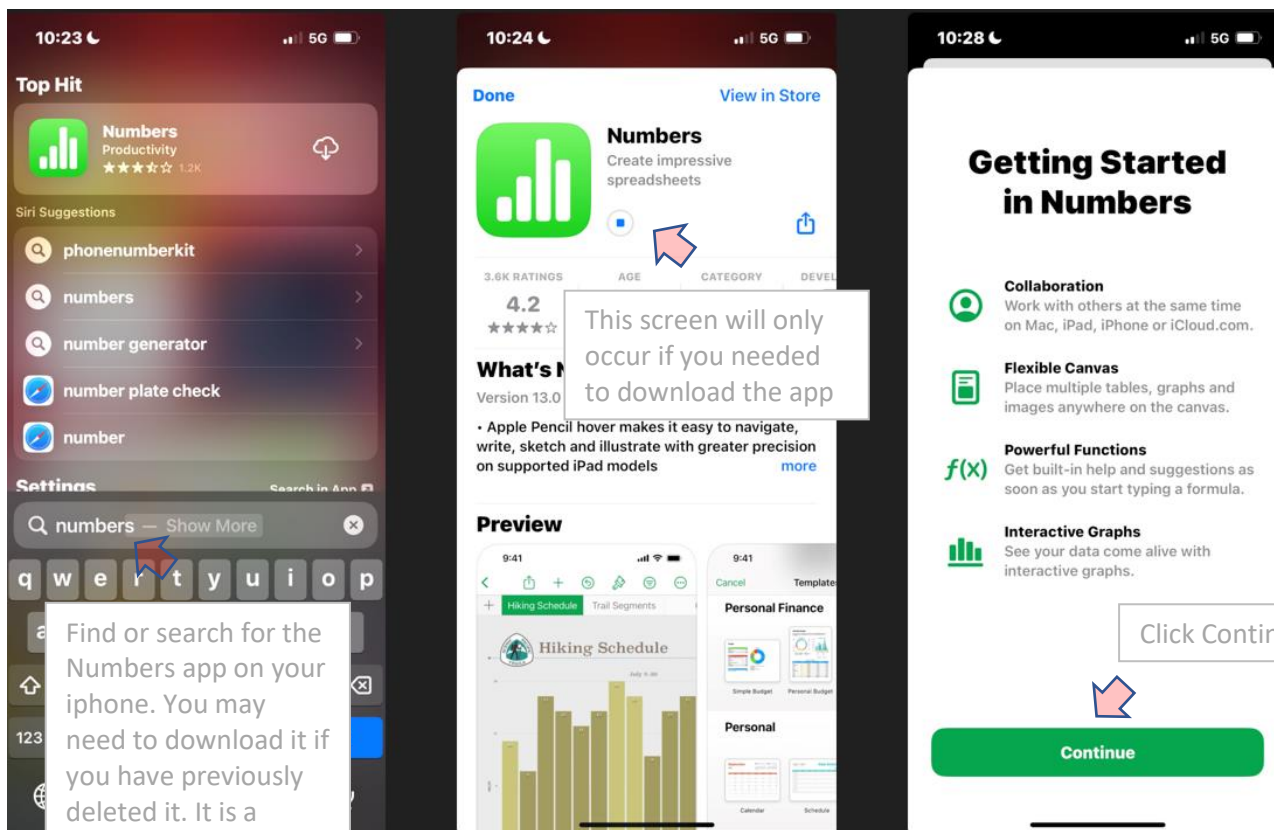 10:23
5G
Top Hit
Numbers
Productivity
1.2K
Siri Suggestions
phonenumberkit
numbers
number generator
number plate check
number
Settings
Search in App
numbers — Show More
q w e r t y u i o p
a
123
Find or search for the
Numbers app on your
iphone. You may
need to download it if
you have previously
deleted it. It is a
10:24
5G
Done
View in Store
Numbers
Create impressive
spreadsheets
3.6K RATINGS
AGE
CATEGORY
DEVEL
4.2
This screen will only
occur if you needed
to download the app
What's N
Version 13.0
• Apple Pencil hover makes it easy to navigate,
write, sketch and illustrate with greater precision
on supported iPad models
more
Preview
9:41
Hiking Schedule
Trail Segments
Hiking Schedule
July 9-20
9:41
Cancel
Template
Personal Finance
Simple Budget
Personal Budget
Personal
Calendar
Schedule
10:28
5G
Getting Started
in Numbers
Collaboration
Work with others at the same time
on Mac, iPad, iPhone or iCloud.com.
Flexible Canvas
Place multiple tables, graphs and
images anywhere on the canvas.
f(x)
Powerful Functions
Get built-in help and suggestions as
soon as you start typing a formula.
Interactive Graphs
See your data come alive with
interactive graphs.
Click Contin
Continue